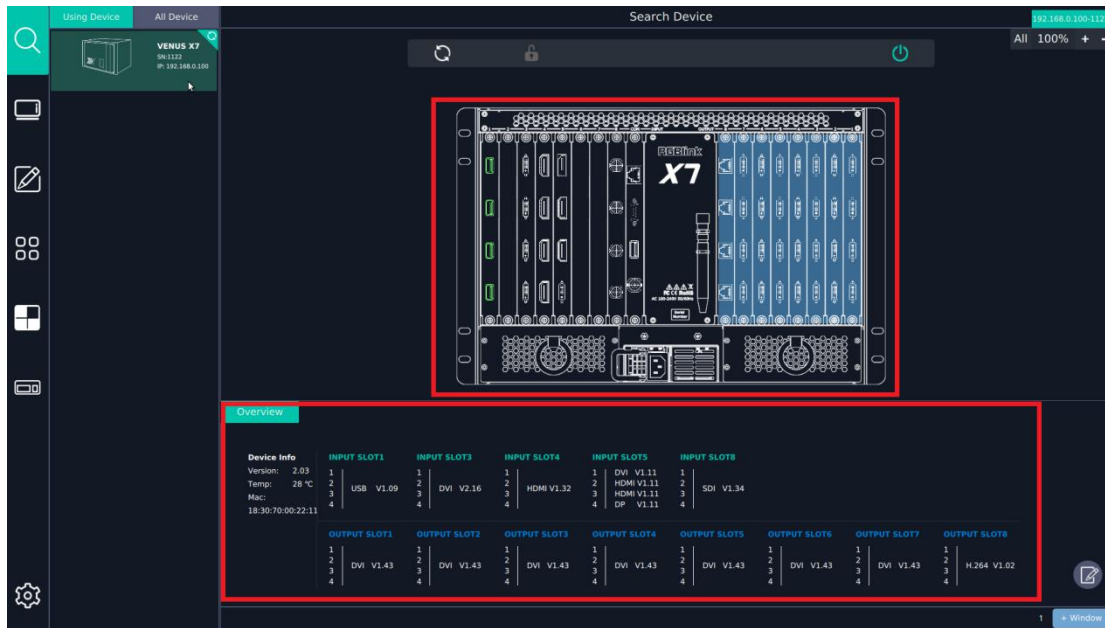 Using Device All Device Search Device 192.168.0.100-112
All 100% + -
VENUS X7
SN:1122
IP: 192.168.0.100
RGBlink
X7
AC 100-240V 50/60Hz
Serial
Number
Overview
Device Info INPUT SLOT1 INPUT SLOT3 INPUT SLOT4 INPUT SLOT5 INPUT SLOT8
Version: 2.03 1 1 1 1 DVI V1.11 1
Temp: 28 ℃ 2 USB V1.09 2 DVI V2.16 2 HDMI V1.32 2 HDMI V1.11 2 SDI V1.34
Mac: 3 3 3 3 HDMI V1.11 3
18:30:70:00:22:11 4 4 4 4 DP V1.11 4
OUTPUT SLOT1 OUTPUT SLOT2 OUTPUT SLOT3 OUTPUT SLOT4 OUTPUT SLOT5 OUTPUT SLOT6 OUTPUT SLOT7 OUTPUT SLOT8
1 1 1 1 1 1 1 1
2 DVI V1.43 2 DVI V1.43 2 DVI V1.43 2 DVI V1.43 2 DVI V1.43 2 DVI V1.43 2 DVI V1.43 2 H.264 V1.02
3 3 3 3 3 3 3 3
4 4 4 4 4 4 4 4
1 + Window